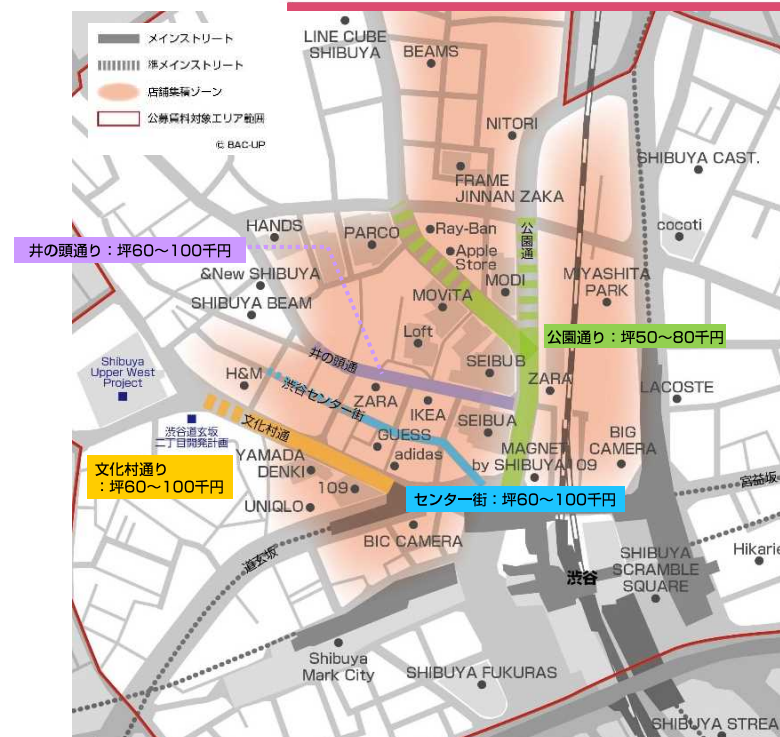 メインストリート
準メインストリート
店舗集積ゾーン
公募賃料対象エリア範囲
© BAC-UP
LINE CUBE
SHIBUYA
BEAMS
NITORI
SHIBUYA CAST.
FRAME
JINNAN ZAKA
cocoti
HANDS
PARCO
Ray-Ban
公園通
Apple
Store
井の頭通り：坪60～100千円
&New SHIBUYA
MODI
MIYASHITA
PARK
SHIBUYA BEAM
MOViTA
Loft
公園通り：坪50～80千円
井の頭通
SEIBUB
Shibuya
Upper West
Project
H&M
渋谷センター街
ZARA
ZARA
LACOSTE
IKEA
渋谷道玄坂
二丁目開発計画
文化村通
GUESS
SEIBUA
adidas
MAGNET
by SHIBUYA109
BIG
CAMERA
YAMADA
DENKI
文化村通り
：坪60～100千円
109
センター街：坪60～100千円
宮益坂
UNIQLO
BIC CAMERA
道玄坂
渋谷
SHIBUYA
SCRAMBLE
SQUARE
Hikarie
Shibuya
Mark City
SHIBUYA FUKURAS
SHIBUYA STREA